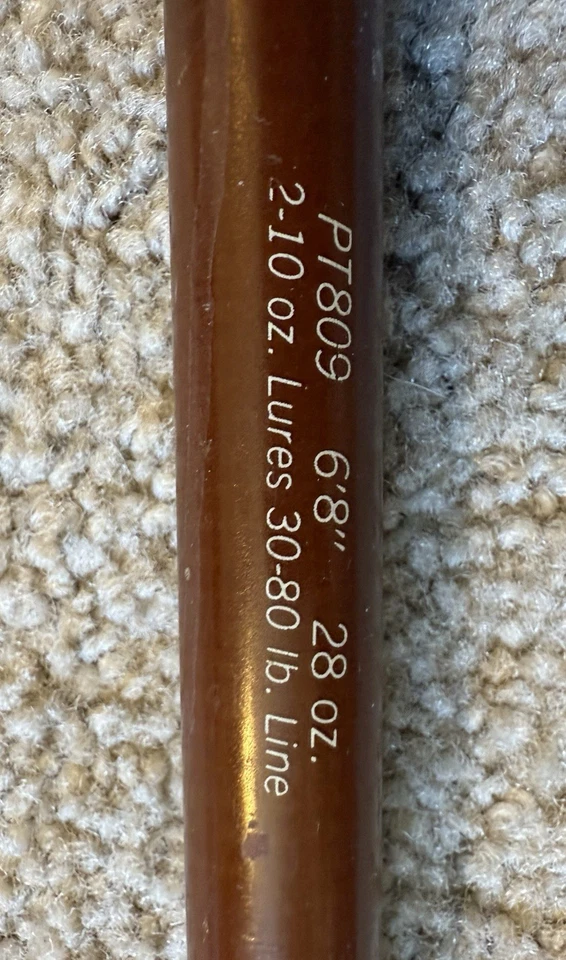 PT809 6'8" 28 oz.
2-10 oz. Lures 30-80 lb. Line